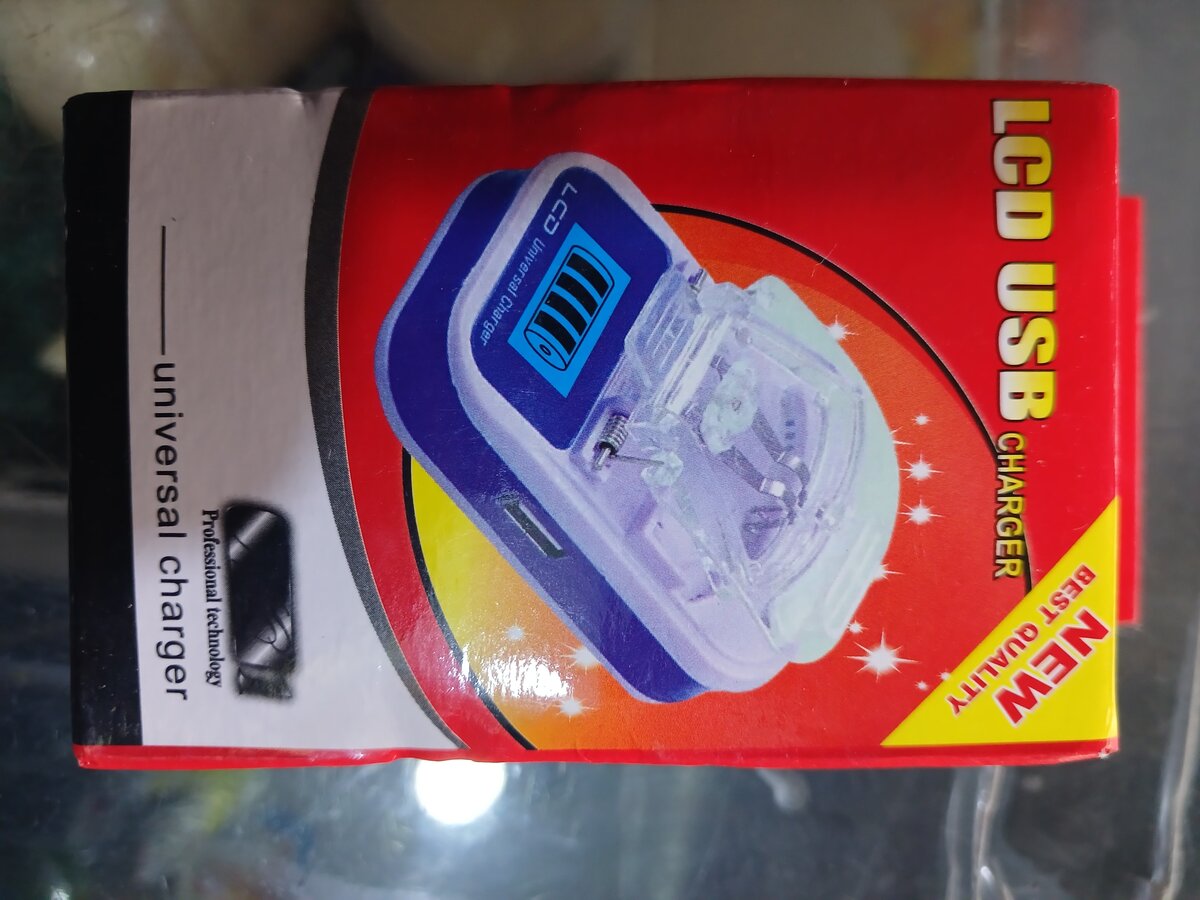 LCD USB CHARGER
NEW
BEST QUALITY
LCD Universal Charger
Professional technology
universal charger